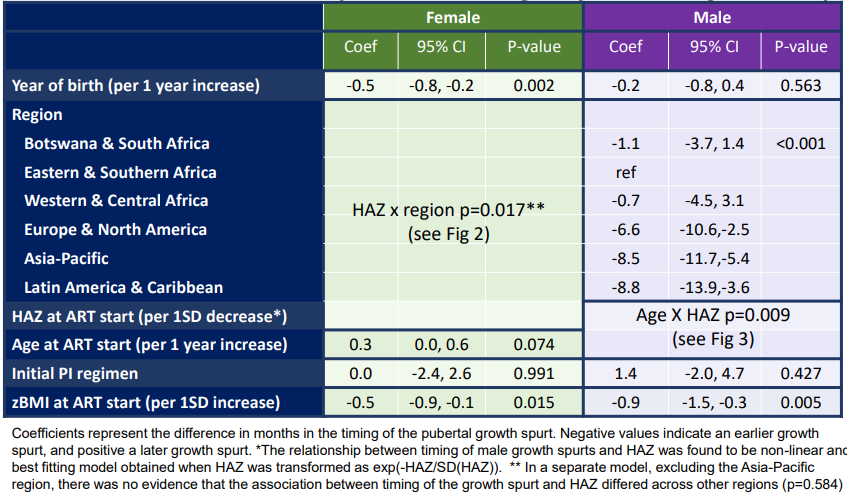 Female Male
Coef 95% CI P-value Coef 95% CI P-value
Year of birth (per 1 year increase) -0.5 -0.8, -0.2 0.002 -0.2 -0.8, 0.4 0.563
Region
Botswana & South Africa -1.1 -3.7, 1.4 <0.001
Eastern & Southern Africa ref
Western & Central Africa -0.7 -4.5, 3.1
HAZ x region p=0.017**
Europe & North America -6.6 -10.6,-2.5
(see Fig 2)
Asia-Pacific -8.5 -11.7,-5.4
Latin America & Caribbean -8.8 -13.9,-3.6
HAZ at ART start (per 1SD decrease*) Age X HAZ p=0.009
(see Fig 3)
Age at ART start (per 1 year increase) 0.3 0.0, 0.6 0.074
Initial PI regimen 0.0 -2.4, 2.6 0.991 1.4 -2.0, 4.7 0.427
zBMI at ART start (per 1SD increase) -0.5 -0.9, -0.1 0.015 -0.9 -1.5, -0.3 0.005
Coefficients represent the difference in months in the timing of the pubertal growth spurt. Negative values indicate an earlier growth
spurt, and positive a later growth spurt. *The relationship between timing of male growth spurts and HAZ was found to be non-linear and
best fitting model obtained when HAZ was transformed as exp(-HAZ/SD(HAZ)). ** In a separate model, excluding the Asia-Pacific
region, there was no evidence that the association between timing of the growth spurt and HAZ differed across other regions (p=0.584)